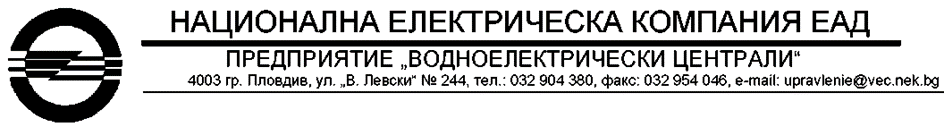 НАЦИОНАЛНА ЕЛЕКТРИЧЕСКА КОМПАНИЯ ЕАД
ПРЕДПРИЯТИЕ „ВОДНОЕЛЕКТРИЧЕСКИ ЦЕНТРАЛИ“
4003 гр. Пловдив, ул. „В. Левски“ № 244, тел.: 032 904 380, факс: 032 954 046, e-mail: upravlenie@vec.nek.bg